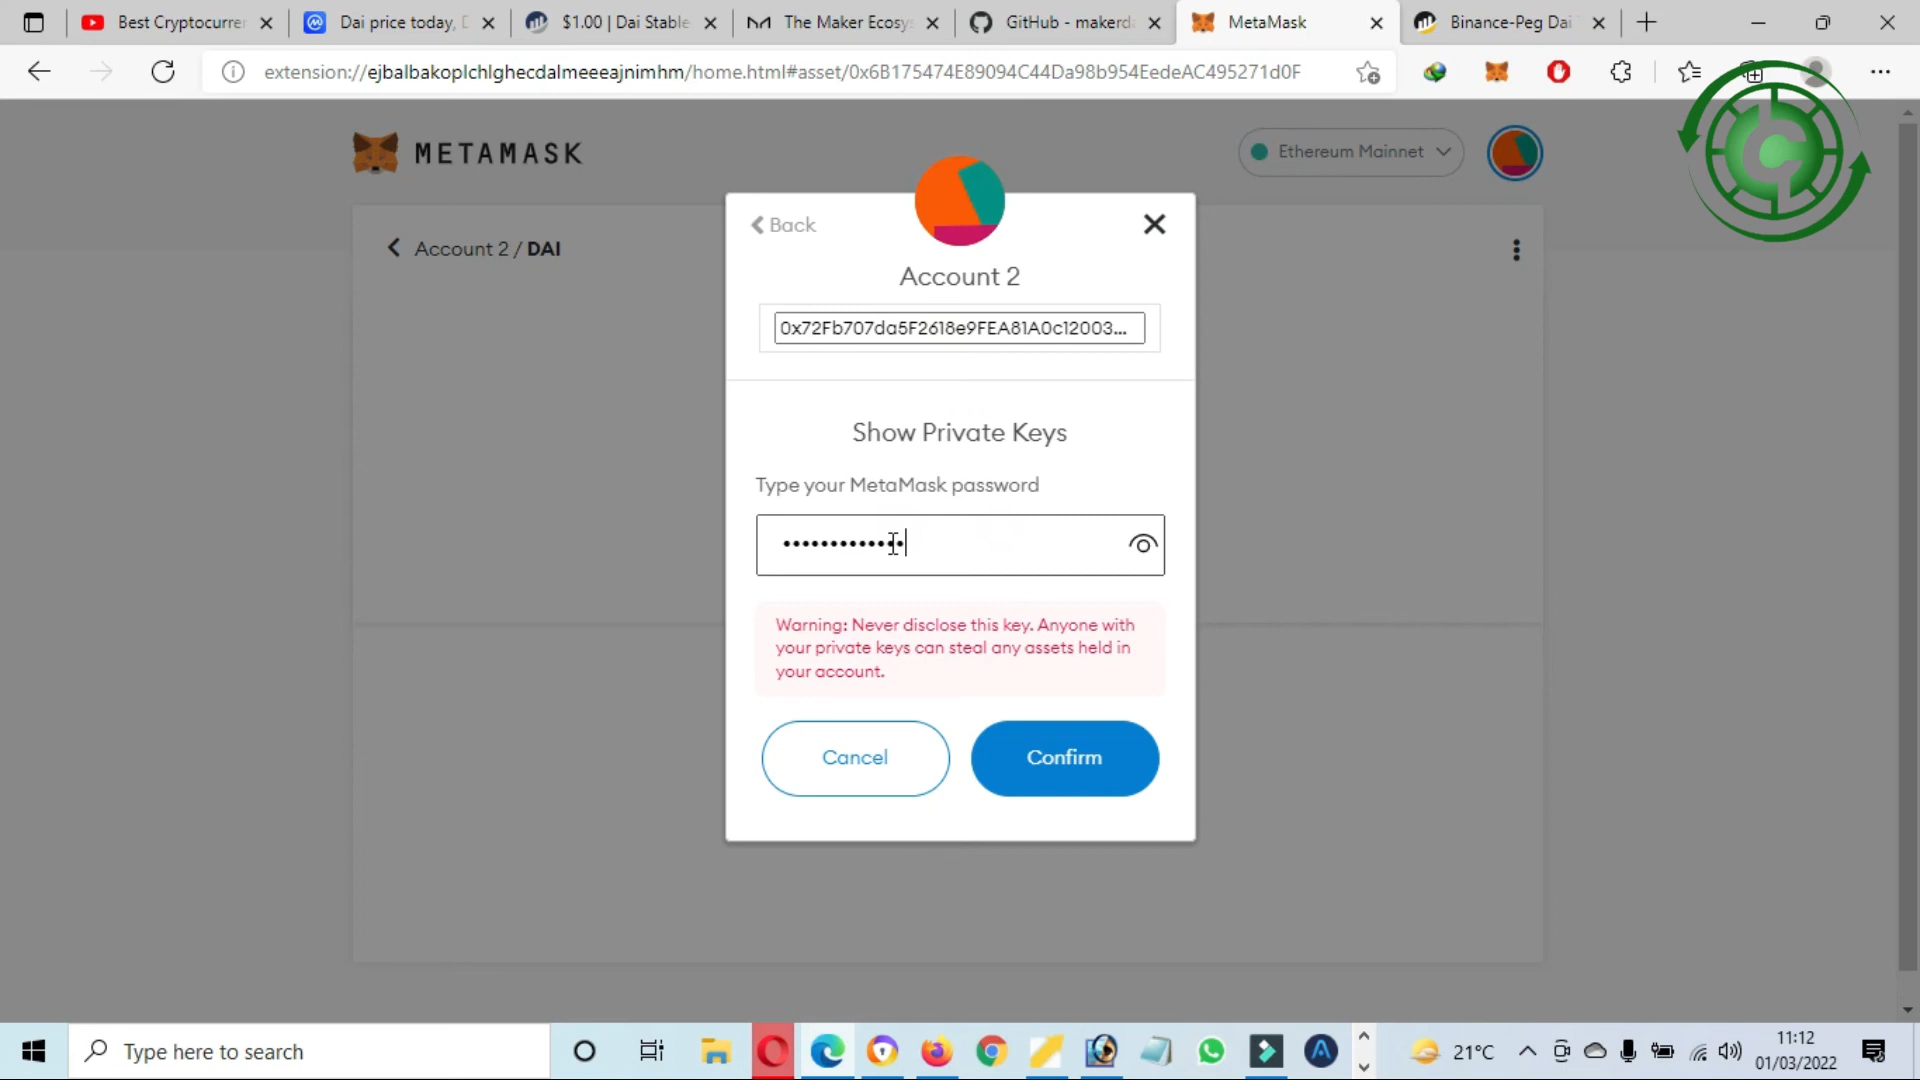 Best Cryptocurrer
Dai price today, D
$1.00 | Dai Stable
The Maker Ecosy
GitHub - makerda
MetaMask
Binance-Peg Dai T
extension://ejbalbakoplchlghecdalmeeeajnimhm/home.html#asset/0x6B175474E89094C44Da98b954EedeAC495271d0F
METAMASK
Ethereum Mainnet
Back
Account 2 / DAI
Account 2
0x72Fb707da5F2618e9FEA81A0c12003...
Show Private Keys
Type your MetaMask password
Warning: Never disclose this key. Anyone with
your private keys can steal any assets held in
your account.
Cancel
Confirm
Type here to search
21°C
11:12
01/03/2022